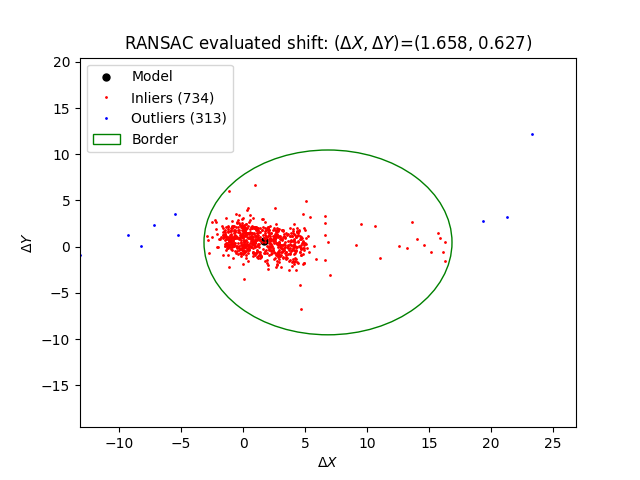 RANSAC evaluated shift: (ΔX, ΔY)=(1.658, 0.627)
Model
Inliers (734)
Outliers (313)
Border
20
15
10
5
0
−5
−10
−15
ΔY
−10 −5 0 5 10 15 20 25
ΔX